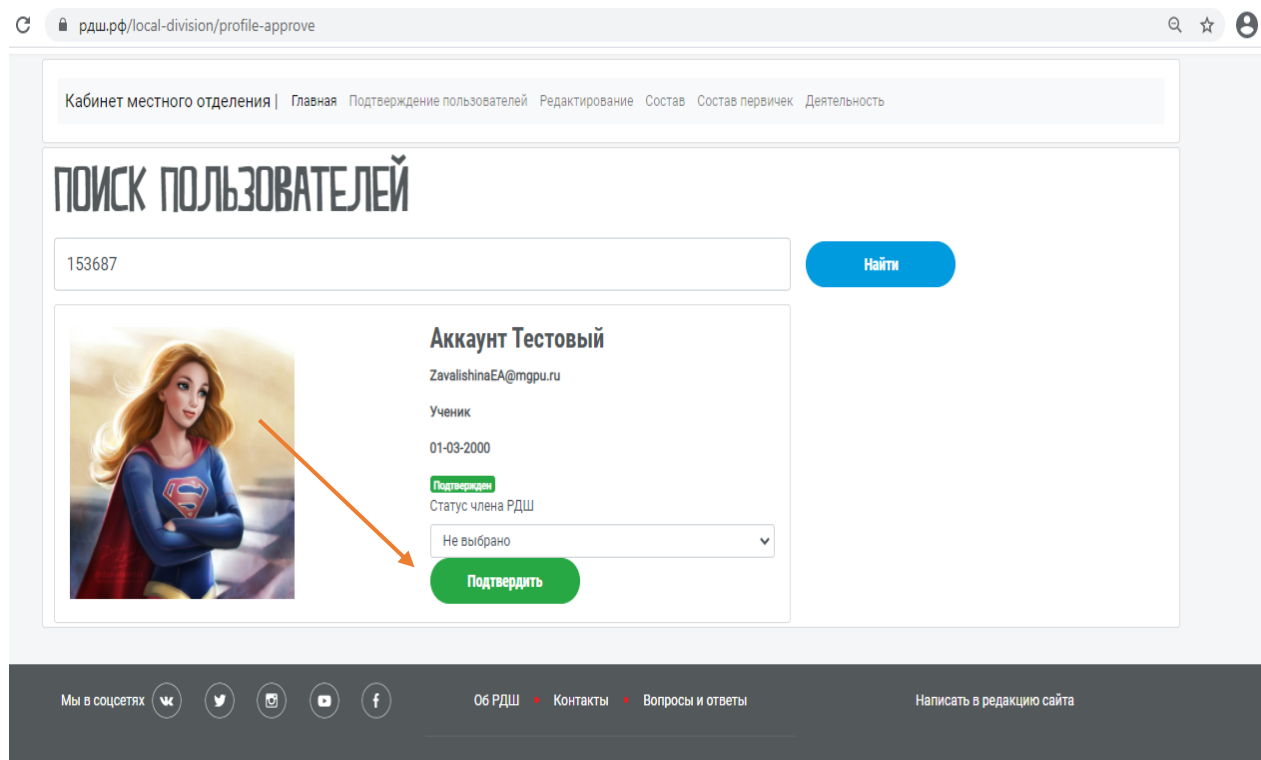 рдш.рф/local-division/profile-approve
Кабинет местного отделения | Главная Подтверждение пользователей Редактирование Состав Состав первичек Деятельность
ПОИСК ПОЛЬЗОВАТЕЛЕЙ
153687 Найти
Аккаунт Тестовый
ZavalishinaEA@mgpu.ru
Ученик
01-03-2000
Подтвержден
Статус члена РДШ
Не выбрано
Подтвердить
Мы в соцсетях Об РДШ • Контакты • Вопросы и ответы Написать в редакцию сайта